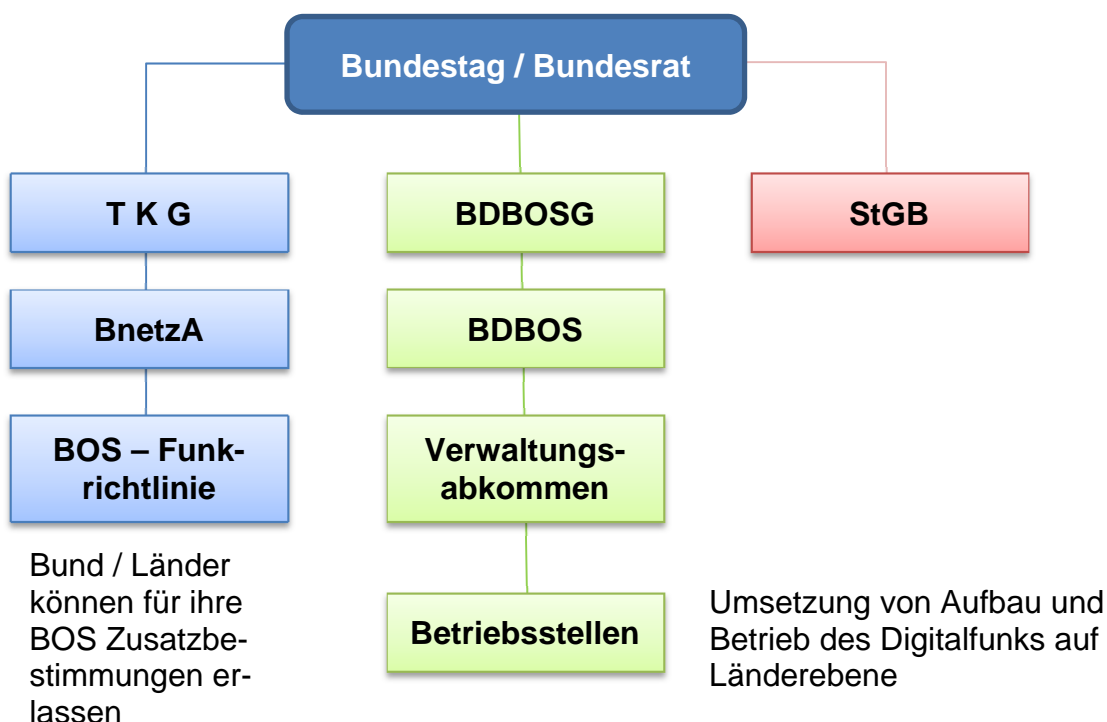 Bundestag / Bundesrat
T K G
BDBOSG
StGB
BnetzA
BDBOS
BOS – Funk-
richtlinie
Verwaltungs-
abkommen
Bund / Länder
können für ihre
BOS Zusatzbe-
stimmungen er-
lassen
Betriebsstellen
Umsetzung von Aufbau und
Betrieb des Digitalfunks auf
Länderebene